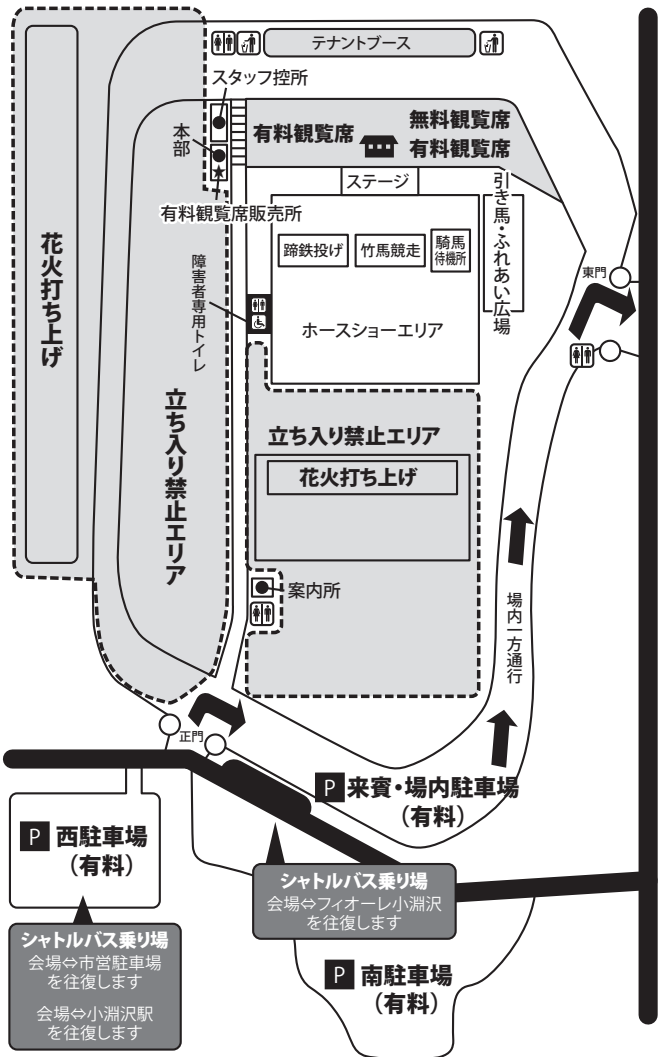 テナントブース
スタッフ控所
本部
有料観覧席
無料観覧席
有料観覧席
ステージ
有料観覧席販売所
引き馬・ふれあい広場
蹄鉄投げ
竹馬競走
騎馬
待機所
花火打ち上げ
障害者専用トイレ
ホースショーエリア
東門
立ち入り禁止エリア
立ち入り禁止エリア
花火打ち上げ
案内所
場内一方通行
正門
P 来賓・場内駐車場
(有料)
P 西駐車場
(有料)
シャトルバス乗り場
会場⇔フィオーレ小淵沢
を往復します
シャトルバス乗り場
会場⇔市営駐車場
を往復します
会場⇔小淵沢駅
を往復します
P 南駐車場
(有料)